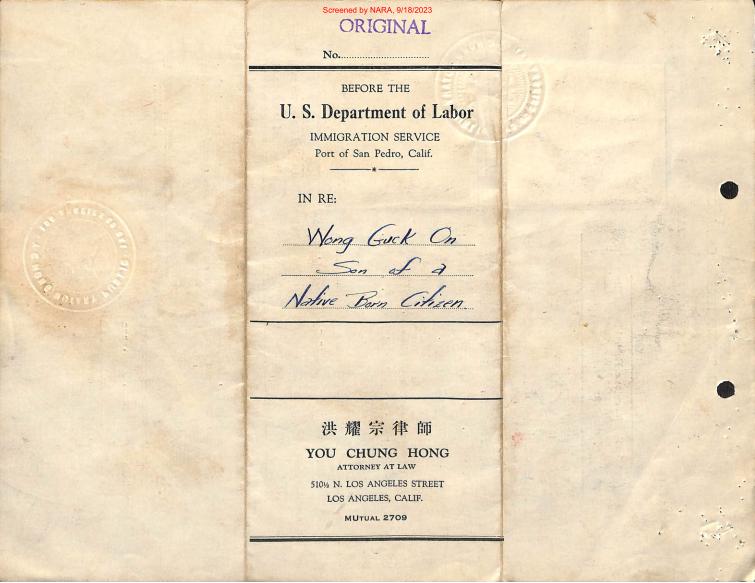 Screened by NARA, 9/18/2023
ORIGINAL
No.
BEFORE THE
U. S. Department of Labor
IMMIGRATION SERVICE
Port of San Pedro, Calif.
IN RE:
Wong Guck On
Son of a
Native Born Citizen
洪耀宗律師
YOU CHUNG HONG
ATTORNEY AT LAW
510½ N. LOS ANGELES STREET
LOS ANGELES, CALIF.
MUTUAL 2709